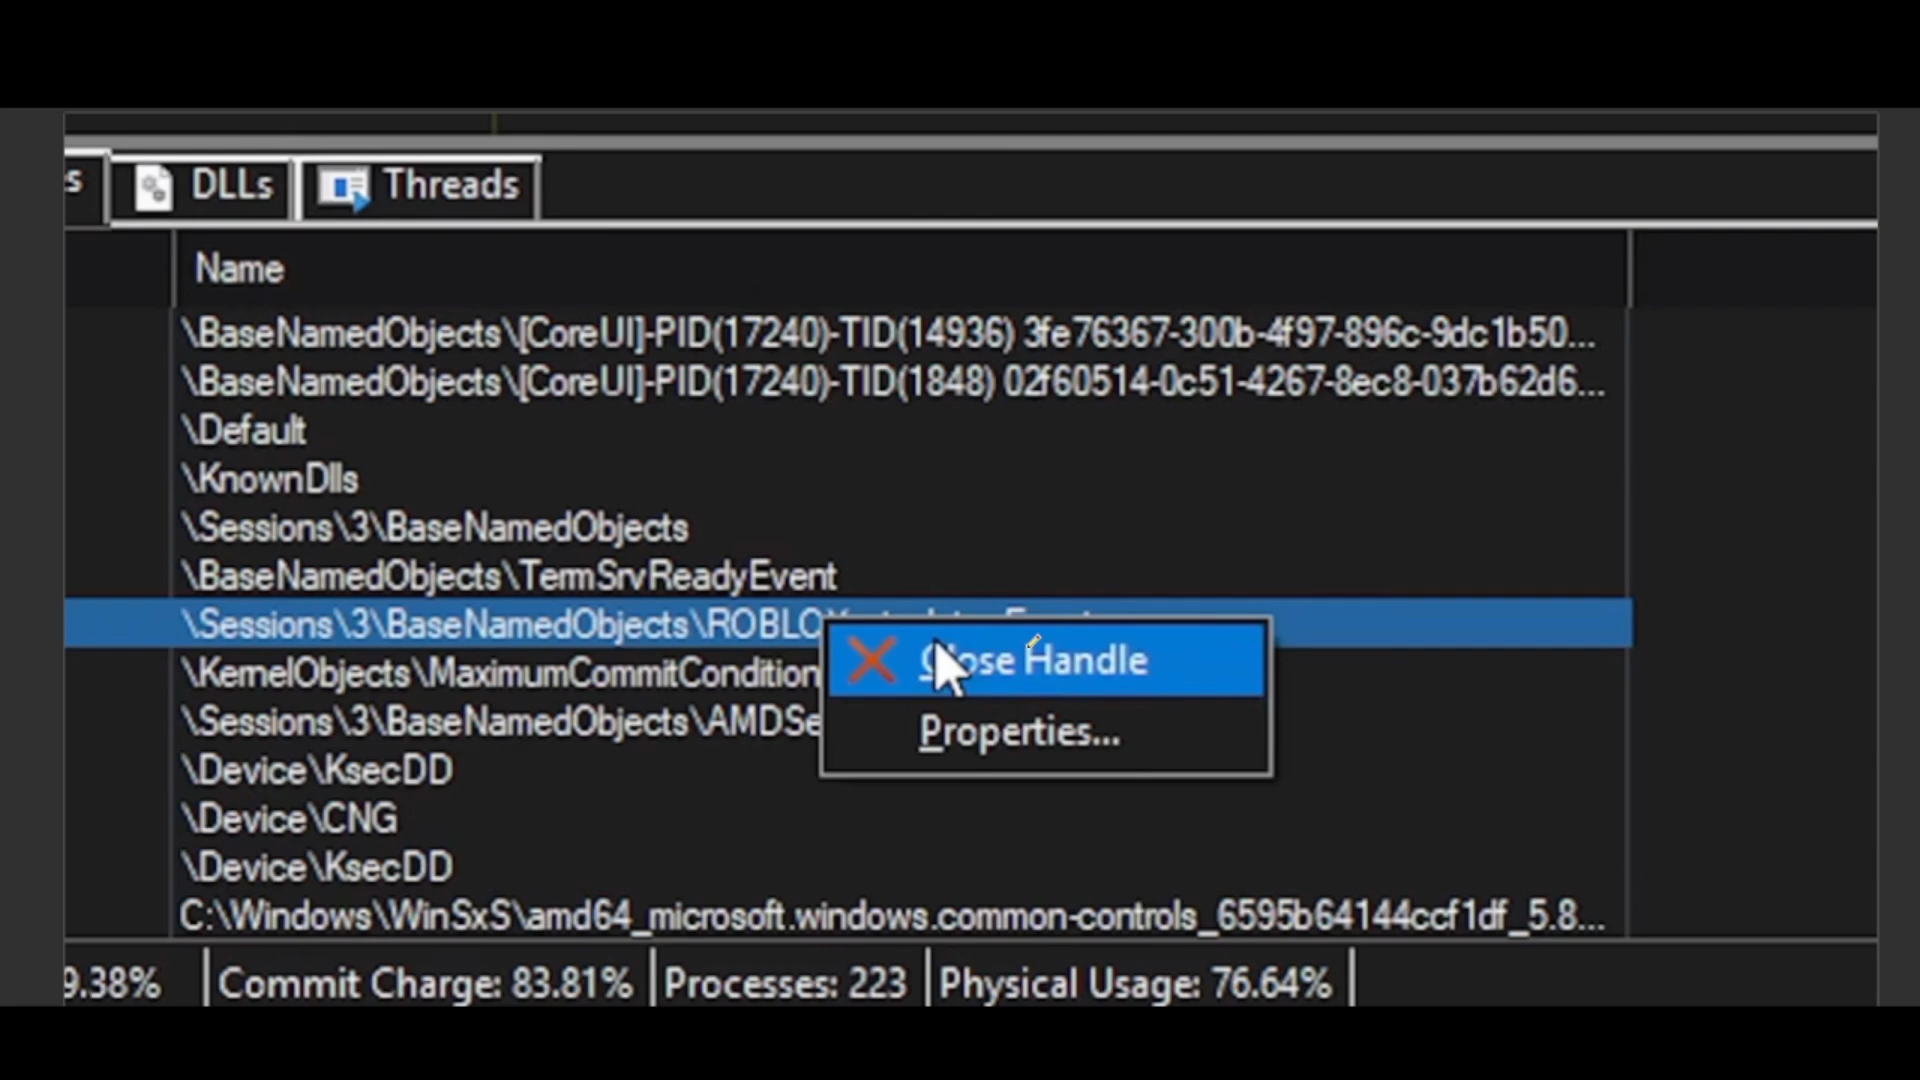 s DLLs Threads
Name
\BaseNamedObjects\[CoreUI]-PID(17240)-TID(14936) 3fe76367-300b-4f97-896c-9dc1b50...
\BaseNamedObjects\[CoreUI]-PID(17240)-TID(1848) 02f60514-0c51-4267-8ec8-037b62d6...
\Default
\KnownDlls
\Sessions\3\BaseNamedObjects
\BaseNamedObjects\TermSrvReadyEvent
\Sessions\3\BaseNamedObjects\ROBLOX
Close Handle
\KernelObjects\MaximumCommitCondition
\Sessions\3\BaseNamedObjects\AMDSe
Properties...
\Device\KsecDD
\Device\CNG
\Device\KsecDD
C:\Windows\WinSxS\amd64_microsoft.windows.common-controls_6595b64144ccf1df_5.8...
9.38% Commit Charge: 83.81% Processes: 223 Physical Usage: 76.64%